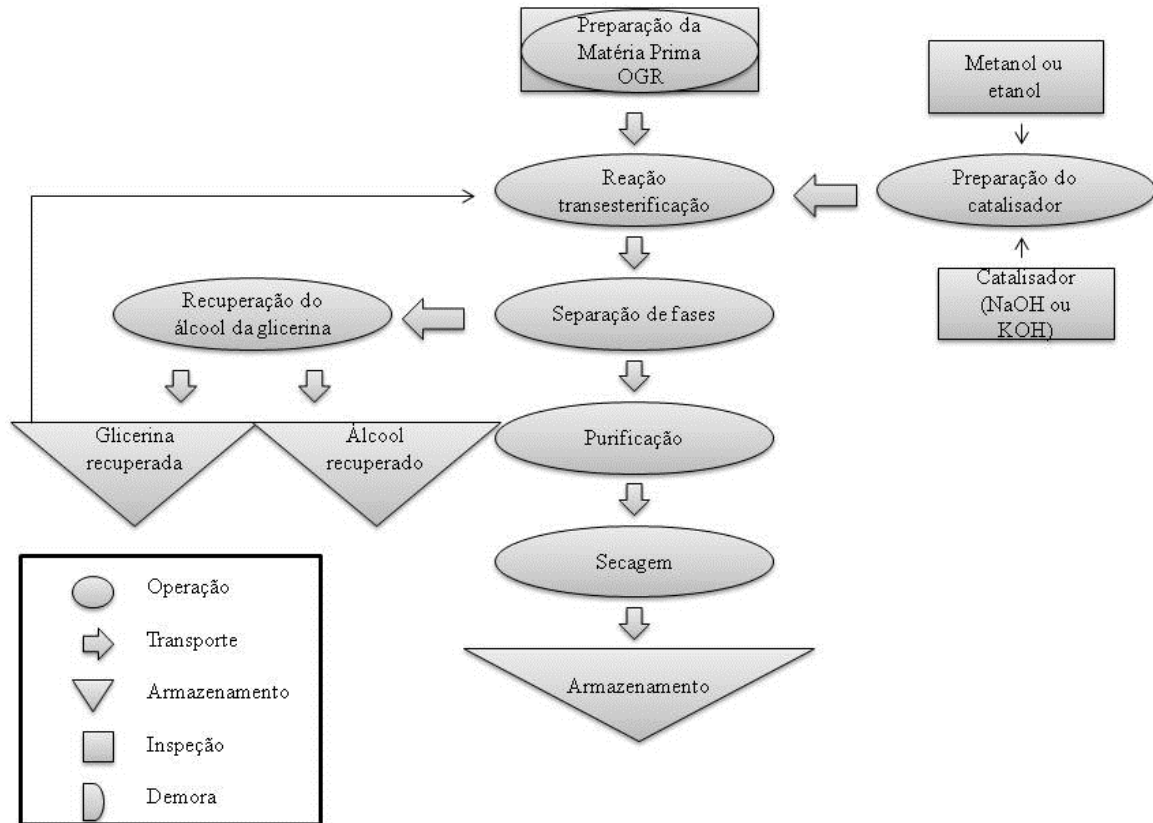 Preparação da
Matéria Prima
OGR
Metanol ou
etanol
Reação
transesterificação
Preparação do
catalisador
Recuperação do
álcool da glicerina
Separação de fases
Catalisador
(NaOH ou
KOH)
Glicerina
recuperada
Álcool
recuperado
Purificação
Secagem
Armazenamento
Operação
Transporte
Armazenamento
Inspeção
Demora